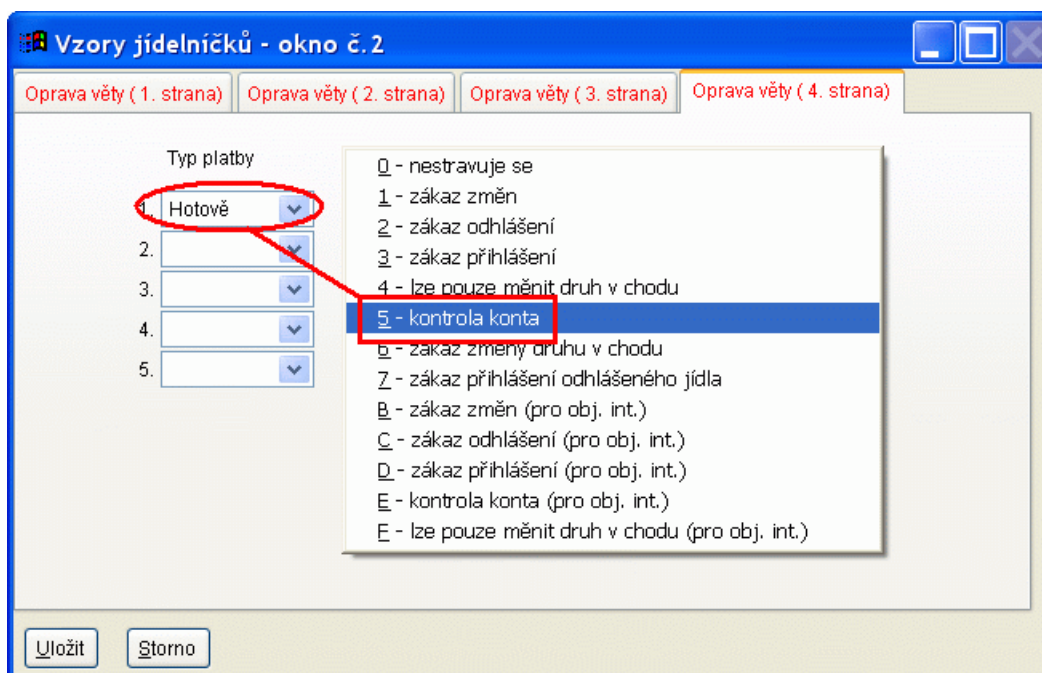 Vzory jídelníčků - okno č.2
Oprava věty ( 1. strana) Oprava věty ( 2. strana) Oprava věty ( 3. strana) Oprava věty ( 4. strana)
Typ platby
1. Hotově
2.
3.
4.
5.
0 - nestravuje se
1 - zákaz změn
2 - zákaz odhlášení
3 - zákaz přihlášení
4 - lze pouze měnit druh v chodu
5 - kontrola konta
6 - zákaz změny druhu v chodu
7 - zákaz přihlášení odhlášeného jídla
B - zákaz změn (pro obj. int.)
C - zákaz odhlášení (pro obj. int.)
D - zákaz přihlášení (pro obj. int.)
E - kontrola konta (pro obj. int.)
F - lze pouze měnit druh v chodu (pro obj. int.)
Uložit Storno